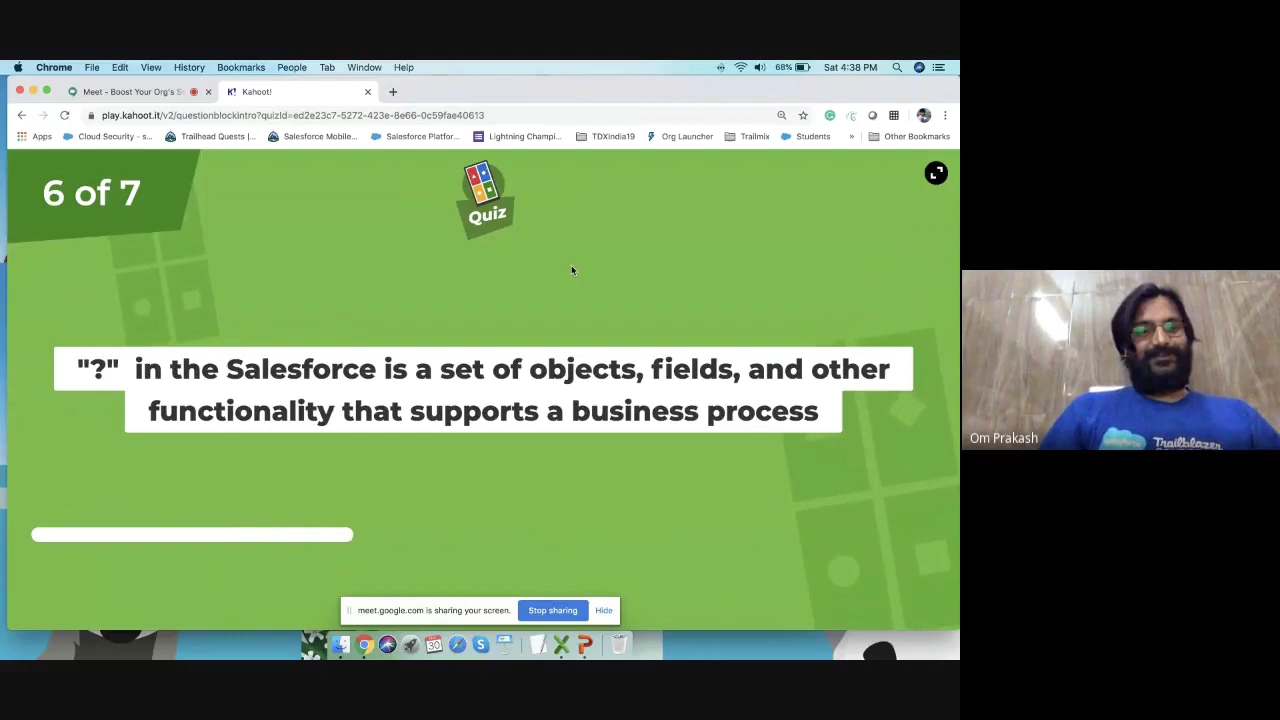 Chrome File Edit View History Bookmarks People Tab Window Help
68% Sat 4:38 PM
Meet - Boost Your Org's S
Kahoot!
play.kahoot.it/v2/questionblockintro?quizId=ed2e23c7-5272-423e-8e66-0c59fae40613
Apps Cloud Security - s... Trailhead Quests |... Salesforce Mobile... Salesforce Platfor... Lightning Champi... TDXIndia19 Org Launcher Trailmix Students » Other Bookmarks
6 of 7
Quiz
"?" in the Salesforce is a set of objects, fields, and other
functionality that supports a business process
Om Prakash
Trailblazer
meet.google.com is sharing your screen. Stop sharing Hide
30